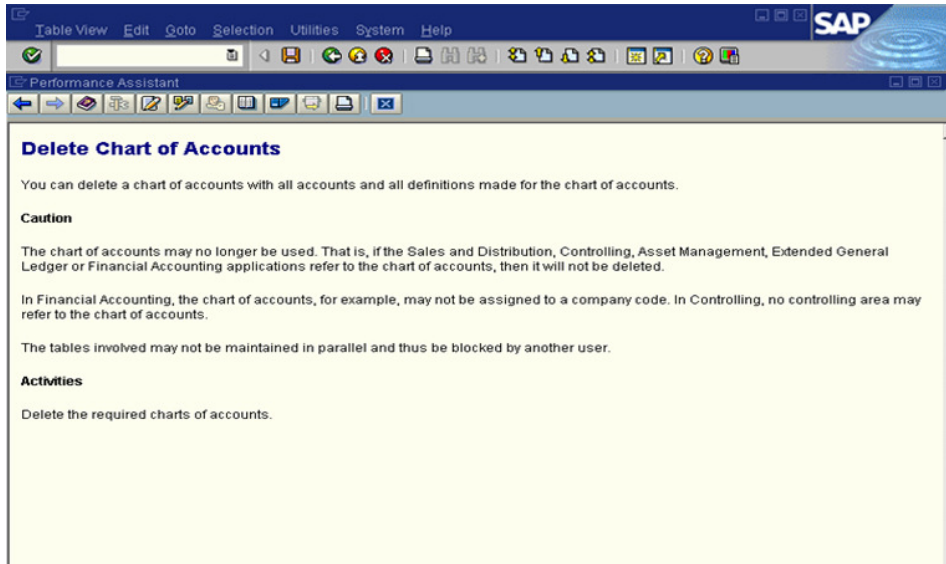 Table View Edit Goto Selection Utilities System Help
SAP
Performance Assistant
Delete Chart of Accounts
You can delete a chart of accounts with all accounts and all definitions made for the chart of accounts.
Caution
The chart of accounts may no longer be used. That is, if the Sales and Distribution, Controlling, Asset Management, Extended General
Ledger or Financial Accounting applications refer to the chart of accounts, then it will not be deleted.
In Financial Accounting, the chart of accounts, for example, may not be assigned to a company code. In Controlling, no controlling area may
refer to the chart of accounts.
The tables involved may not be maintained in parallel and thus be blocked by another user.
Activities
Delete the required charts of accounts.